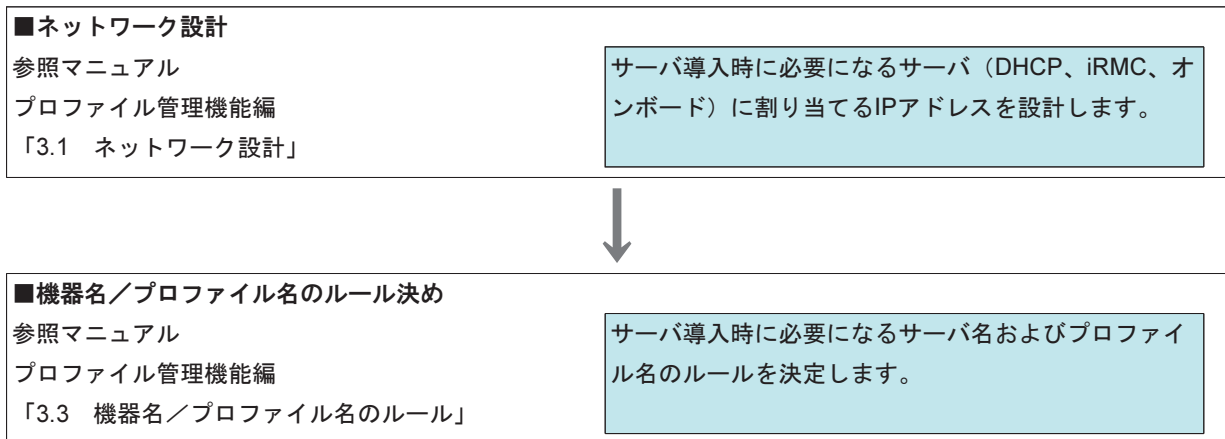 ■ネットワーク設計
参照マニュアル
プロファイル管理機能編
「3.1　ネットワーク設計」
サーバ導入時に必要になるサーバ（DHCP、iRMC、オ
ンボード）に割り当てるIPアドレスを設計します。
■機器名／プロファイル名のルール決め
参照マニュアル
プロファイル管理機能編
「3.3　機器名／プロファイル名のルール」
サーバ導入時に必要になるサーバ名およびプロファイ
ル名のルールを決定します。